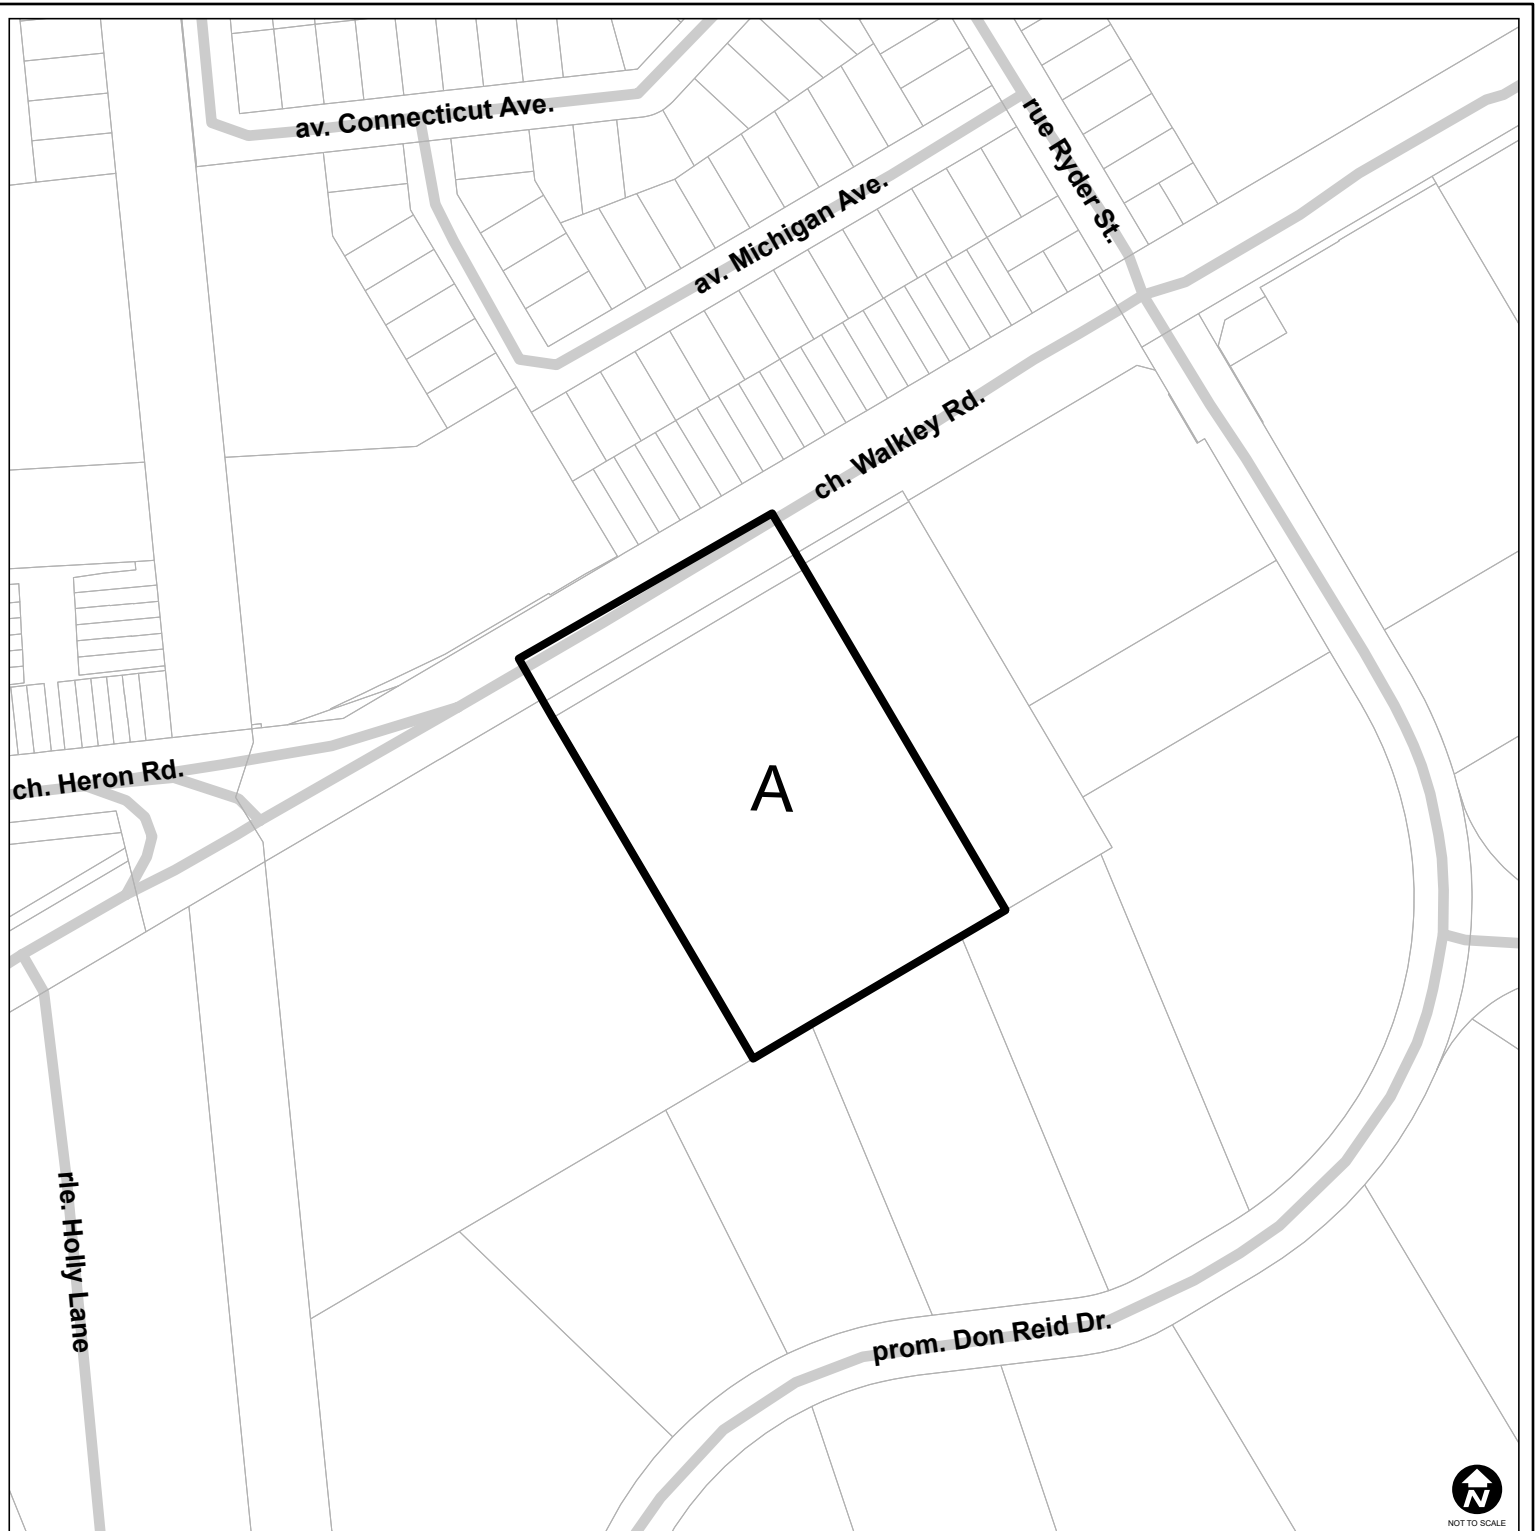 av. Connecticut Ave.
rue Ryder St.
av. Michigan Ave.
ch. Walkley Rd.
ch. Heron Rd.
A
rle. Holly Lane
prom. Don Reid Dr.
N
NOT TO SCALE